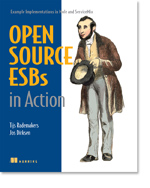 Example Implementations in Mule and ServiceMix
OPEN
SOURCE
ESBs
in Action
Tijs Rademakers
Jos Dirksen
MANNING